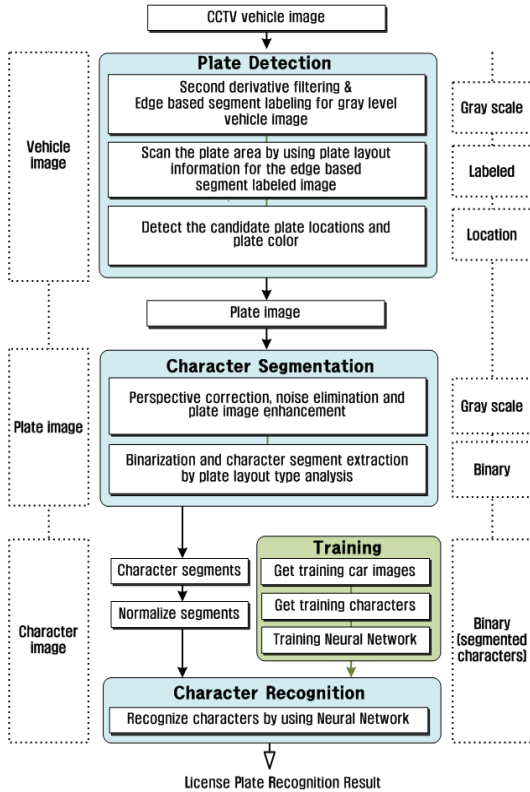 CCTV vehicle image
Plate Detection
Second derivative filtering &
Edge based segment labeling for gray level
vehicle image
Scan the plate area by using plate layout
information for the edge based
segment labeled image
Detect the candidate plate locations and
plate color
Vehicle
image
Gray scale
Labeled
Location
Plate image
Character Segmentation
Perspective correction, noise elimination and
plate image enhancement
Binarization and character segment extraction
by plate layout type analysis
Plate image
Gray scale
Binary
Character segments
Normalize segments
Training
Get training car images
Get training characters
Training Neural Network
Character
image
Binary
(segmented
characters)
Character Recognition
Recognize characters by using Neural Network
License Plate Recognition Result